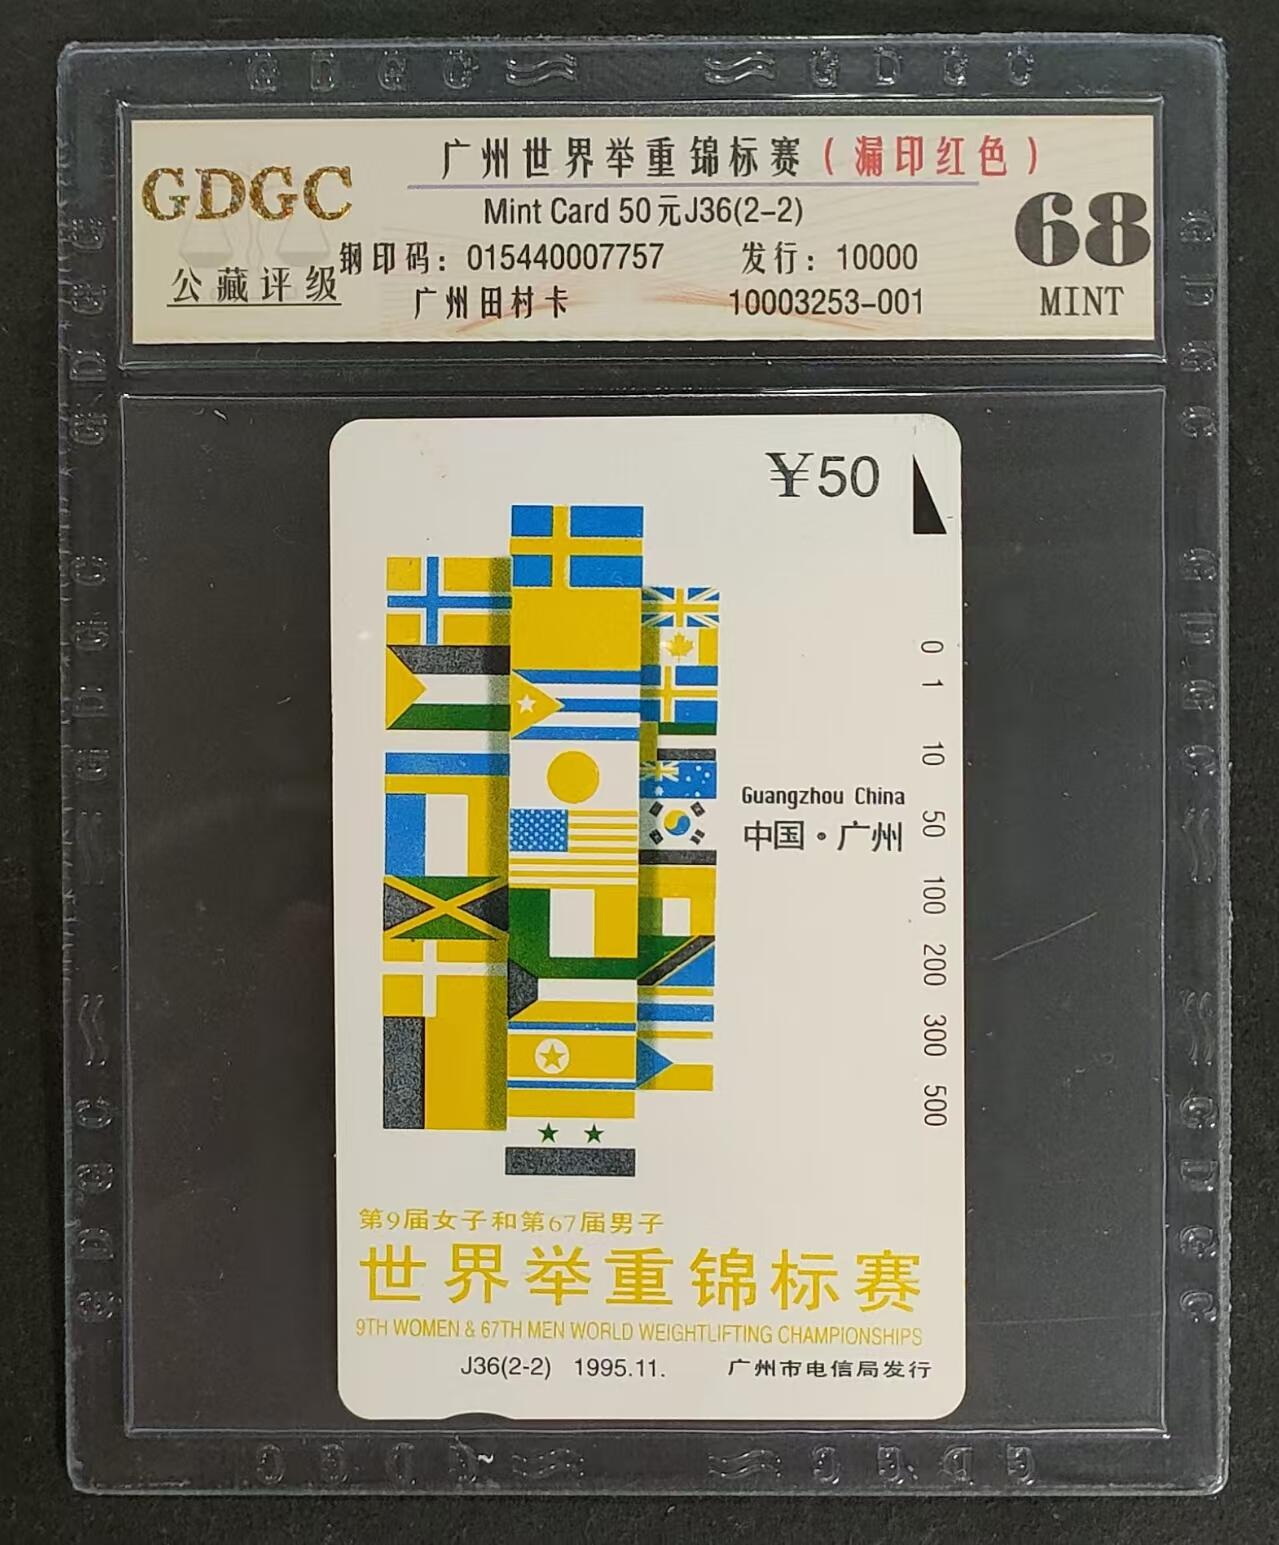 GDGC
GDGC
广州世界举重锦标赛（漏印红色）
GDGC
Mint Card 50元J36(2-2)
68
钢印码：015440007757 发行：10000
公藏评级
广州田村卡 10003253-001
MINT
¥50
0
1
10
50
100
200
300
500
Guangzhou China
中国·广州
第9届女子和第67届男子
世界举重锦标赛
9TH WOMEN & 67TH MEN WORLD WEIGHTLIFTING CHAMPIONSHIPS
J36(2-2) 1995.11. 广州市电信局发行